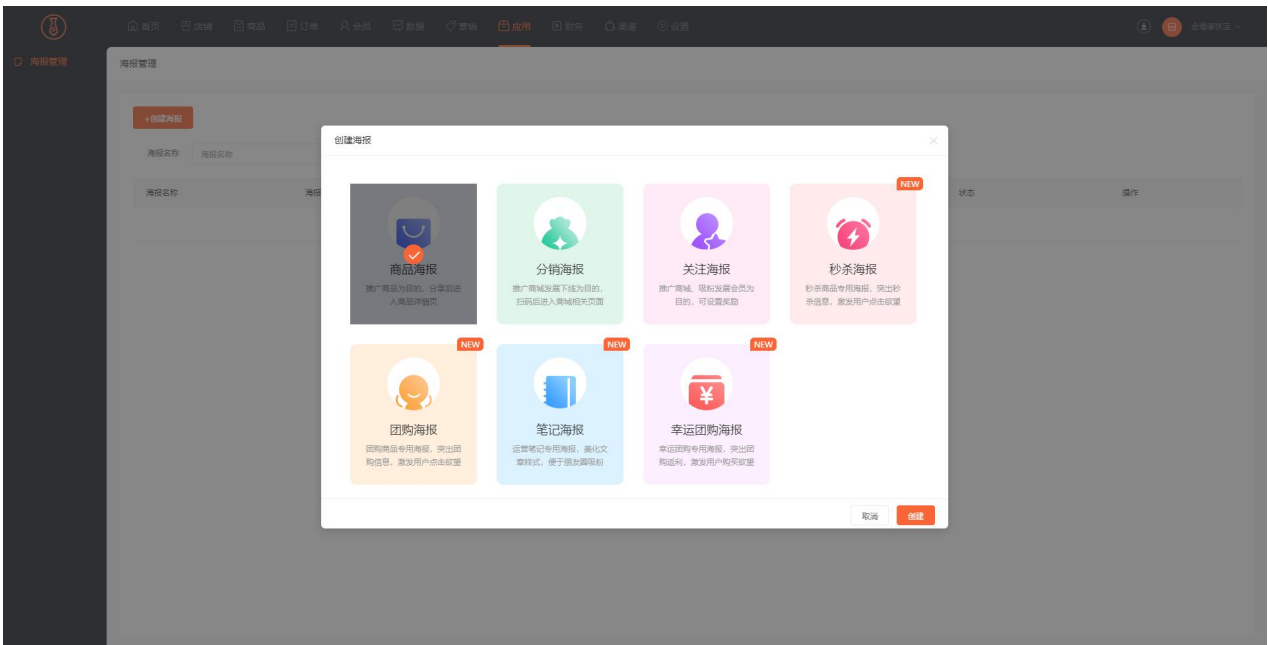 首页 店铺 商品 订单 会员 数据 营销 应用 财务 渠道 设置
海报管理
海报管理
+创建海报
海报名称 海报名称
海报名称 海报 状态 操作
创建海报
商品海报
推广商品为目的，分享后进
入商品详情页
分销海报
推广商城发展下线为目的，
扫码后进入商城相关页面
关注海报
推广商城、吸粉发展会员为
目的，可设置奖励
NEW
秒杀海报
秒杀商品专用海报，突出秒
杀信息，激发用户点击欲望
NEW
团购海报
团购商品专用海报，突出团
购信息，激发用户点击欲望
NEW
笔记海报
运营笔记专用海报，美化文
章样式，便于朋友圈吸粉
NEW
幸运团购海报
幸运团购专用海报，突出团
购返利，激发用户购买欲望
取消 创建